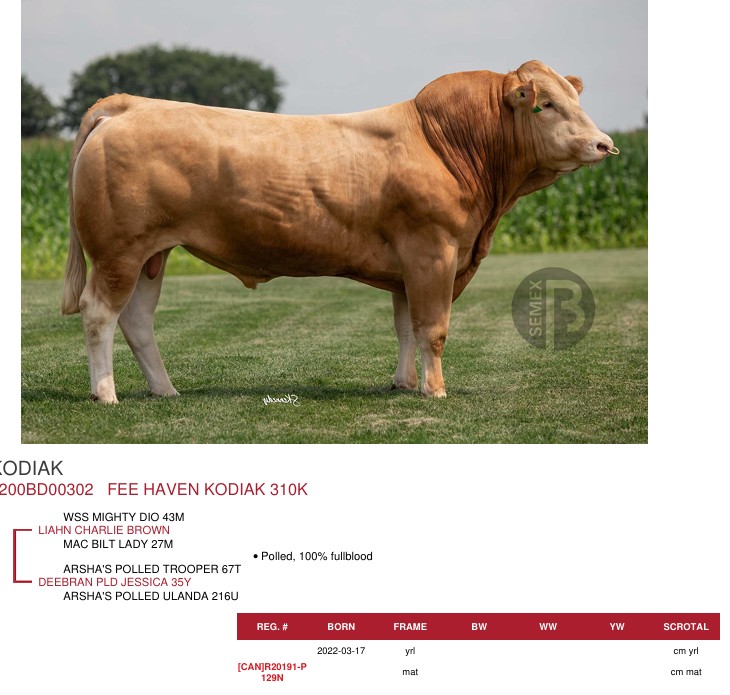 SEMEX B
Skenedy
KODIAK
200BD00302 FEE HAVEN KODIAK 310K
WSS MIGHTY DIO 43M
LIAHN CHARLIE BROWN
MAC BILT LADY 27M
• Polled, 100% fullblood
ARSHA'S POLLED TROOPER 67T
DEEBRAN PLD JESSICA 35Y
ARSHA'S POLLED ULANDA 216U
REG. # BORN FRAME BW WW YW SCROTAL
2022-03-17 yrl cm yrl
[CAN]R20191-P mat cm mat
129N